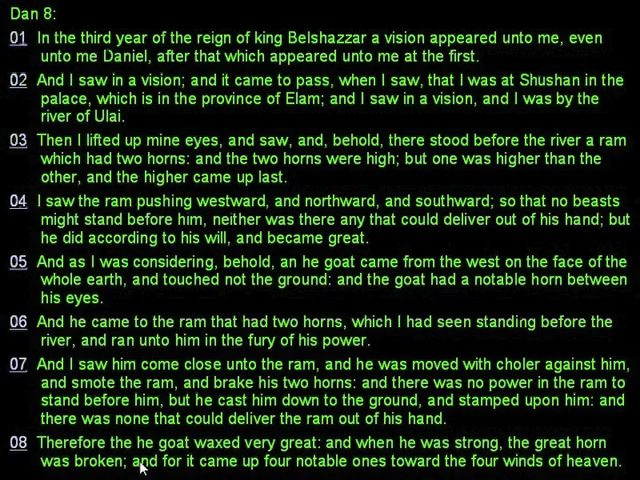 Dan 8:
01 In the third year of the reign of king Belshazzar a vision appeared unto me, even
unto me Daniel, after that which appeared unto me at the first.
02 And I saw in a vision; and it came to pass, when I saw, that I was at Shushan in the
palace, which is in the province of Elam; and I saw in a vision, and I was by the
river of Ulai.
03 Then I lifted up mine eyes, and saw, and, behold, there stood before the river a ram
which had two horns: and the two horns were high; but one was higher than the
other, and the higher came up last.
04 I saw the ram pushing westward, and northward, and southward; so that no beasts
might stand before him, neither was there any that could deliver out of his hand; but
he did according to his will, and became great.
05 And as I was considering, behold, an he goat came from the west on the face of the
whole earth, and touched not the ground: and the goat had a notable horn between
his eyes.
06 And he came to the ram that had two horns, which I had seen standing before the
river, and ran unto him in the fury of his power.
07 And I saw him come close unto the ram, and he was moved with choler against him,
and smote the ram, and brake his two horns: and there was no power in the ram to
stand before him, but he cast him down to the ground, and stamped upon him: and
there was none that could deliver the ram out of his hand.
08 Therefore the he goat waxed very great: and when he was strong, the great horn
was broken; and for it came up four notable ones toward the four winds of heaven.